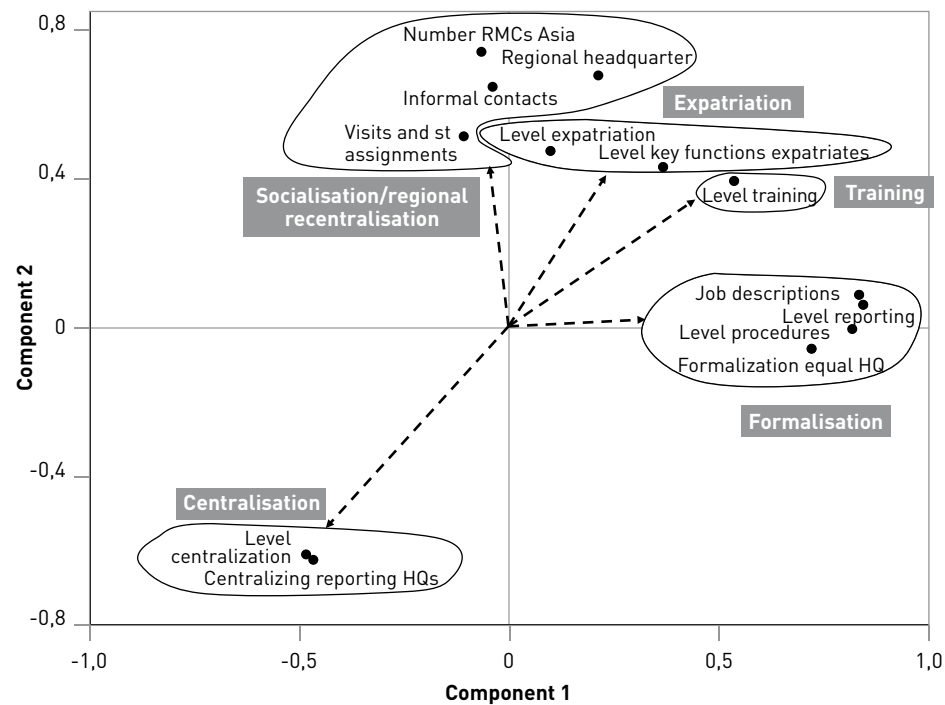 0,8
Number RMCs Asia
Regional headquarter
Informal contacts
Expatriation
Visits and st
assignments
Level expatriation
Level key functions expatriates
0,4
Socialisation/regional
recentralisation
Level training
Training
Component 2
Job descriptions
Level reporting
0
Level procedures
Formalization equal HQ
Formalisation
-0,4
Centralisation
Level
centralization
Centralizing reporting HQs
-0,8
-1,0
-0,5
0
0,5
1,0
Component 1